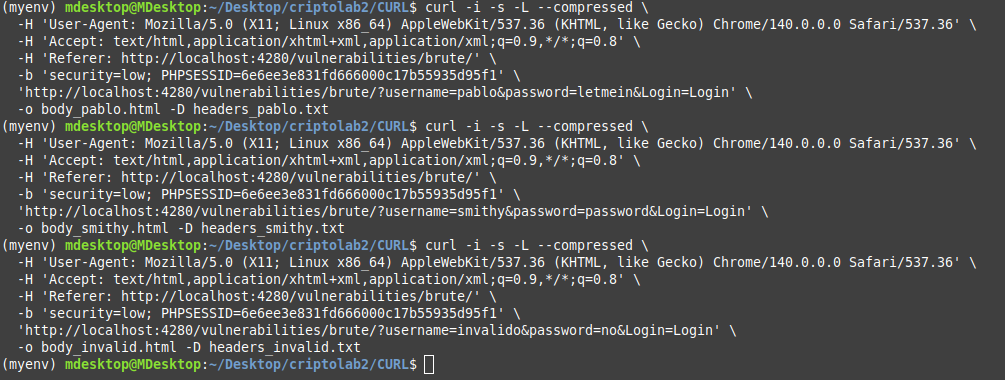 (myenv) mdesktop@MDesktop:~/Desktop/criptolab2/CURL$ curl -i -s -L --compressed \
-H 'User-Agent: Mozilla/5.0 (X11; Linux x86_64) AppleWebKit/537.36 (KHTML, like Gecko) Chrome/140.0.0.0 Safari/537.36' \
-H 'Accept: text/html,application/xhtml+xml,application/xml;q=0.9,*/*;q=0.8' \
-H 'Referer: http://localhost:4280/vulnerabilities/brute/' \
-b 'security=low; PHPSESSID=6e6ee3e831fd666000c17b55935d95f1' \
'http://localhost:4280/vulnerabilities/brute/?username=pablo&password=letmein&Login=Login' \
-o body_pablo.html -D headers_pablo.txt
(myenv) mdesktop@MDesktop:~/Desktop/criptolab2/CURL$ curl -i -s -L --compressed \
-H 'User-Agent: Mozilla/5.0 (X11; Linux x86_64) AppleWebKit/537.36 (KHTML, like Gecko) Chrome/140.0.0.0 Safari/537.36' \
-H 'Accept: text/html,application/xhtml+xml,application/xml;q=0.9,*/*;q=0.8' \
-H 'Referer: http://localhost:4280/vulnerabilities/brute/' \
-b 'security=low; PHPSESSID=6e6ee3e831fd666000c17b55935d95f1' \
'http://localhost:4280/vulnerabilities/brute/?username=smithy&password=password&Login=Login' \
-o body_smithy.html -D headers_smithy.txt
(myenv) mdesktop@MDesktop:~/Desktop/criptolab2/CURL$ curl -i -s -L --compressed \
-H 'User-Agent: Mozilla/5.0 (X11; Linux x86_64) AppleWebKit/537.36 (KHTML, like Gecko) Chrome/140.0.0.0 Safari/537.36' \
-H 'Accept: text/html,application/xhtml+xml,application/xml;q=0.9,*/*;q=0.8' \
-H 'Referer: http://localhost:4280/vulnerabilities/brute/' \
-b 'security=low; PHPSESSID=6e6ee3e831fd666000c17b55935d95f1' \
'http://localhost:4280/vulnerabilities/brute/?username=invalido&password=no&Login=Login' \
-o body_invalid.html -D headers_invalid.txt
(myenv) mdesktop@MDesktop:~/Desktop/criptolab2/CURL$